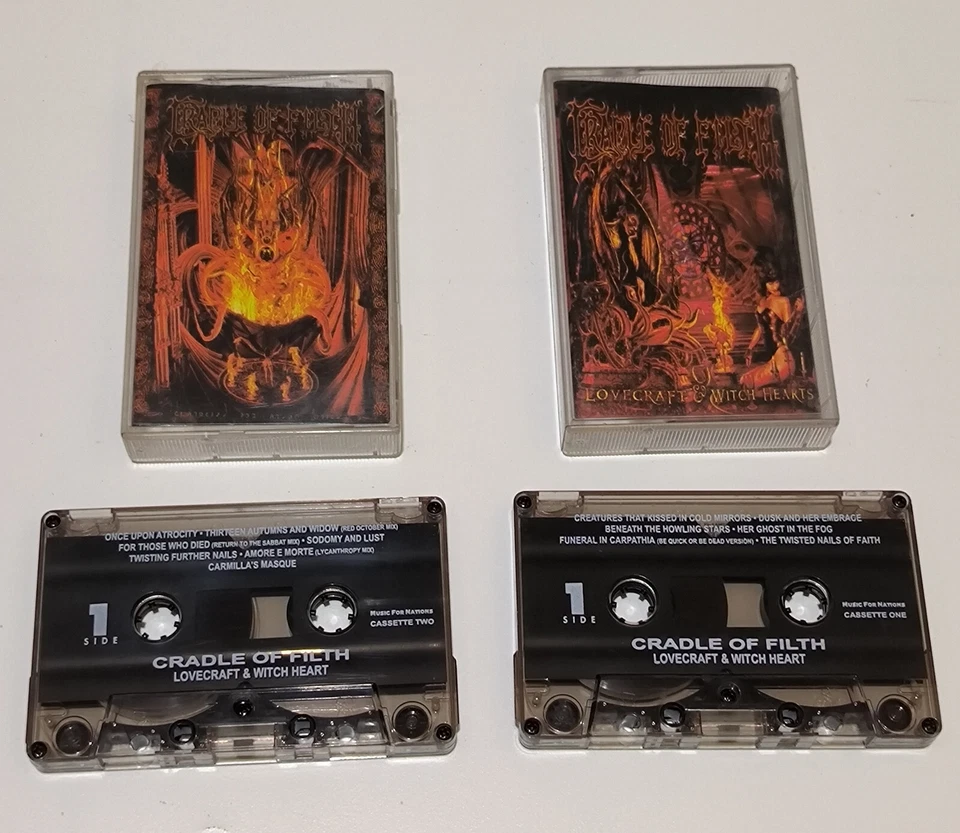 CRADLE OF FILTH
CRADLE OF FILTH
LOVECRAFT & WITCH HEARTS
ONCE UPON ATROCITY • THIRTEEN AUTUMNS AND WIDOW (RED OCTOBER MIX)
FOR THOSE WHO DIED (RETURN TO THE SABBAT MIX) • SODOMY AND LUST
TWISTING FURTHER NAILS • AMORE E MORTE (LYCANTHROPY MIX)
CARMILLA'S MASQUE
1
SIDE
MUSIC FOR NATIONS
CASSETTE TWO
CRADLE OF FILTH
LOVECRAFT & WITCH HEART
CREATURES THAT KISSED IN COLD MIRRORS • DUSK AND HER EMBRACE
BENEATH THE HOWLING STARS • HER GHOST IN THE FOG
FUNERAL IN CARPATHIA (BE QUICK OR BE DEAD VERSION) • THE TWISTED NAILS OF FAITH
1
SIDE
MUSIC FOR NATIONS
CASSETTE ONE
CRADLE OF FILTH
LOVECRAFT & WITCH HEART